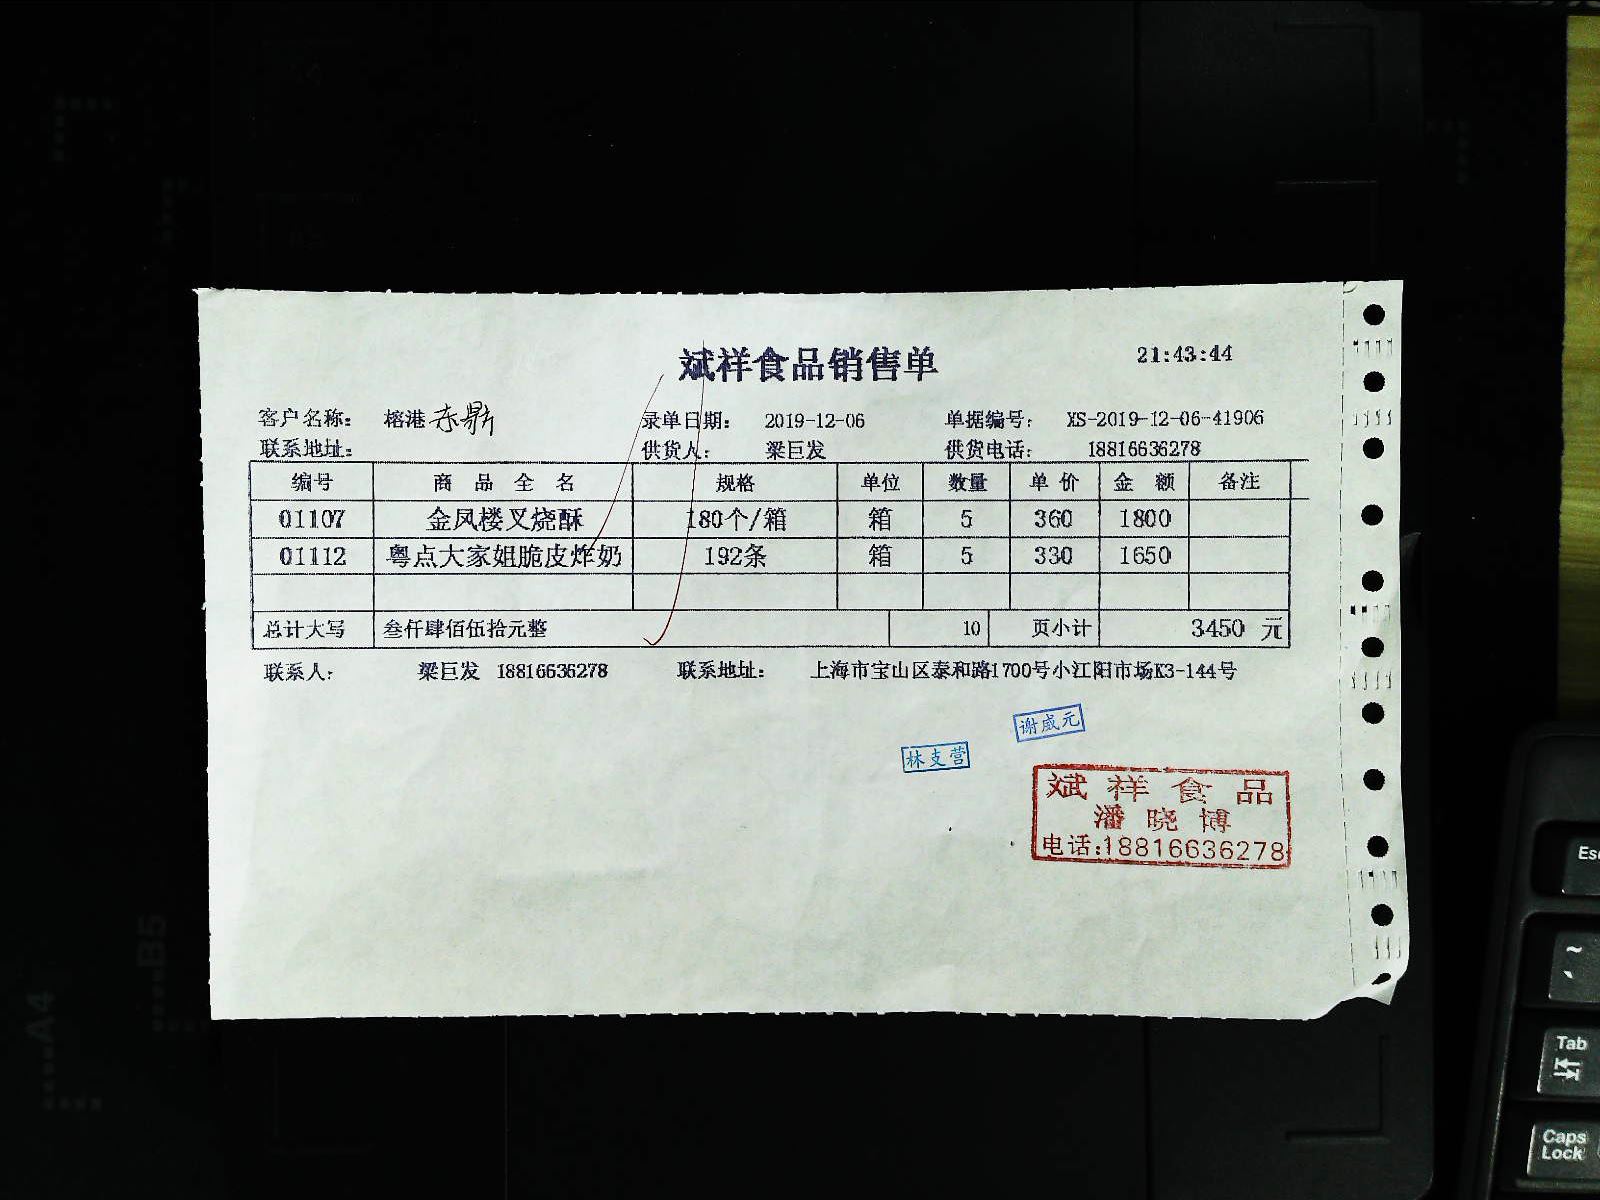 斌祥食品销售单 21:43:44
客户名称: 榕港 东鼎 录单日期: 2019-12-06 单据编号: XS-2019-12-06-41906
联系地址: 供货人: 梁巨发 供货电话: 18816636278
编号 商品全名 规格 单位 数量 单价 金额 备注
01107 金凤楼叉烧酥 180个/箱 箱 5 360 1800
01112 粤点大家姐脆皮炸奶 192条 箱 5 330 1650
总计大写 叁仟肆佰伍拾元整 10 页小计 3450 元
联系人: 梁巨发 18816636278 联系地址: 上海市宝山区泰和路1700号小江阳市场K3-144号
谢威元
林支营
斌祥食品
潘晓博
电话:18816636278
B5
A4
Esc
~
Tab
Caps
Lock